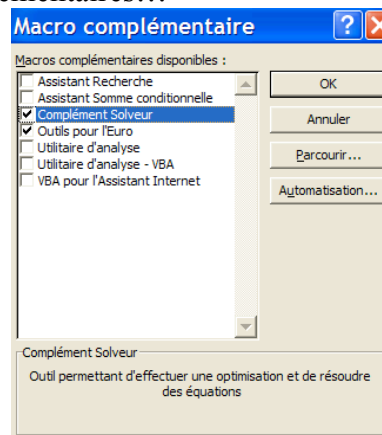 Macro complémentaire
Macros complémentaires disponibles :
Assistant Recherche
Assistant Somme conditionnelle
Complément Solveur
Outils pour l'Euro
Utilitaire d'analyse
Utilitaire d'analyse - VBA
VBA pour l'Assistant Internet
OK
Annuler
Parcourir...
Automatisation...
Complément Solveur
Outil permettant d'effectuer une optimisation et de résoudre
des équations